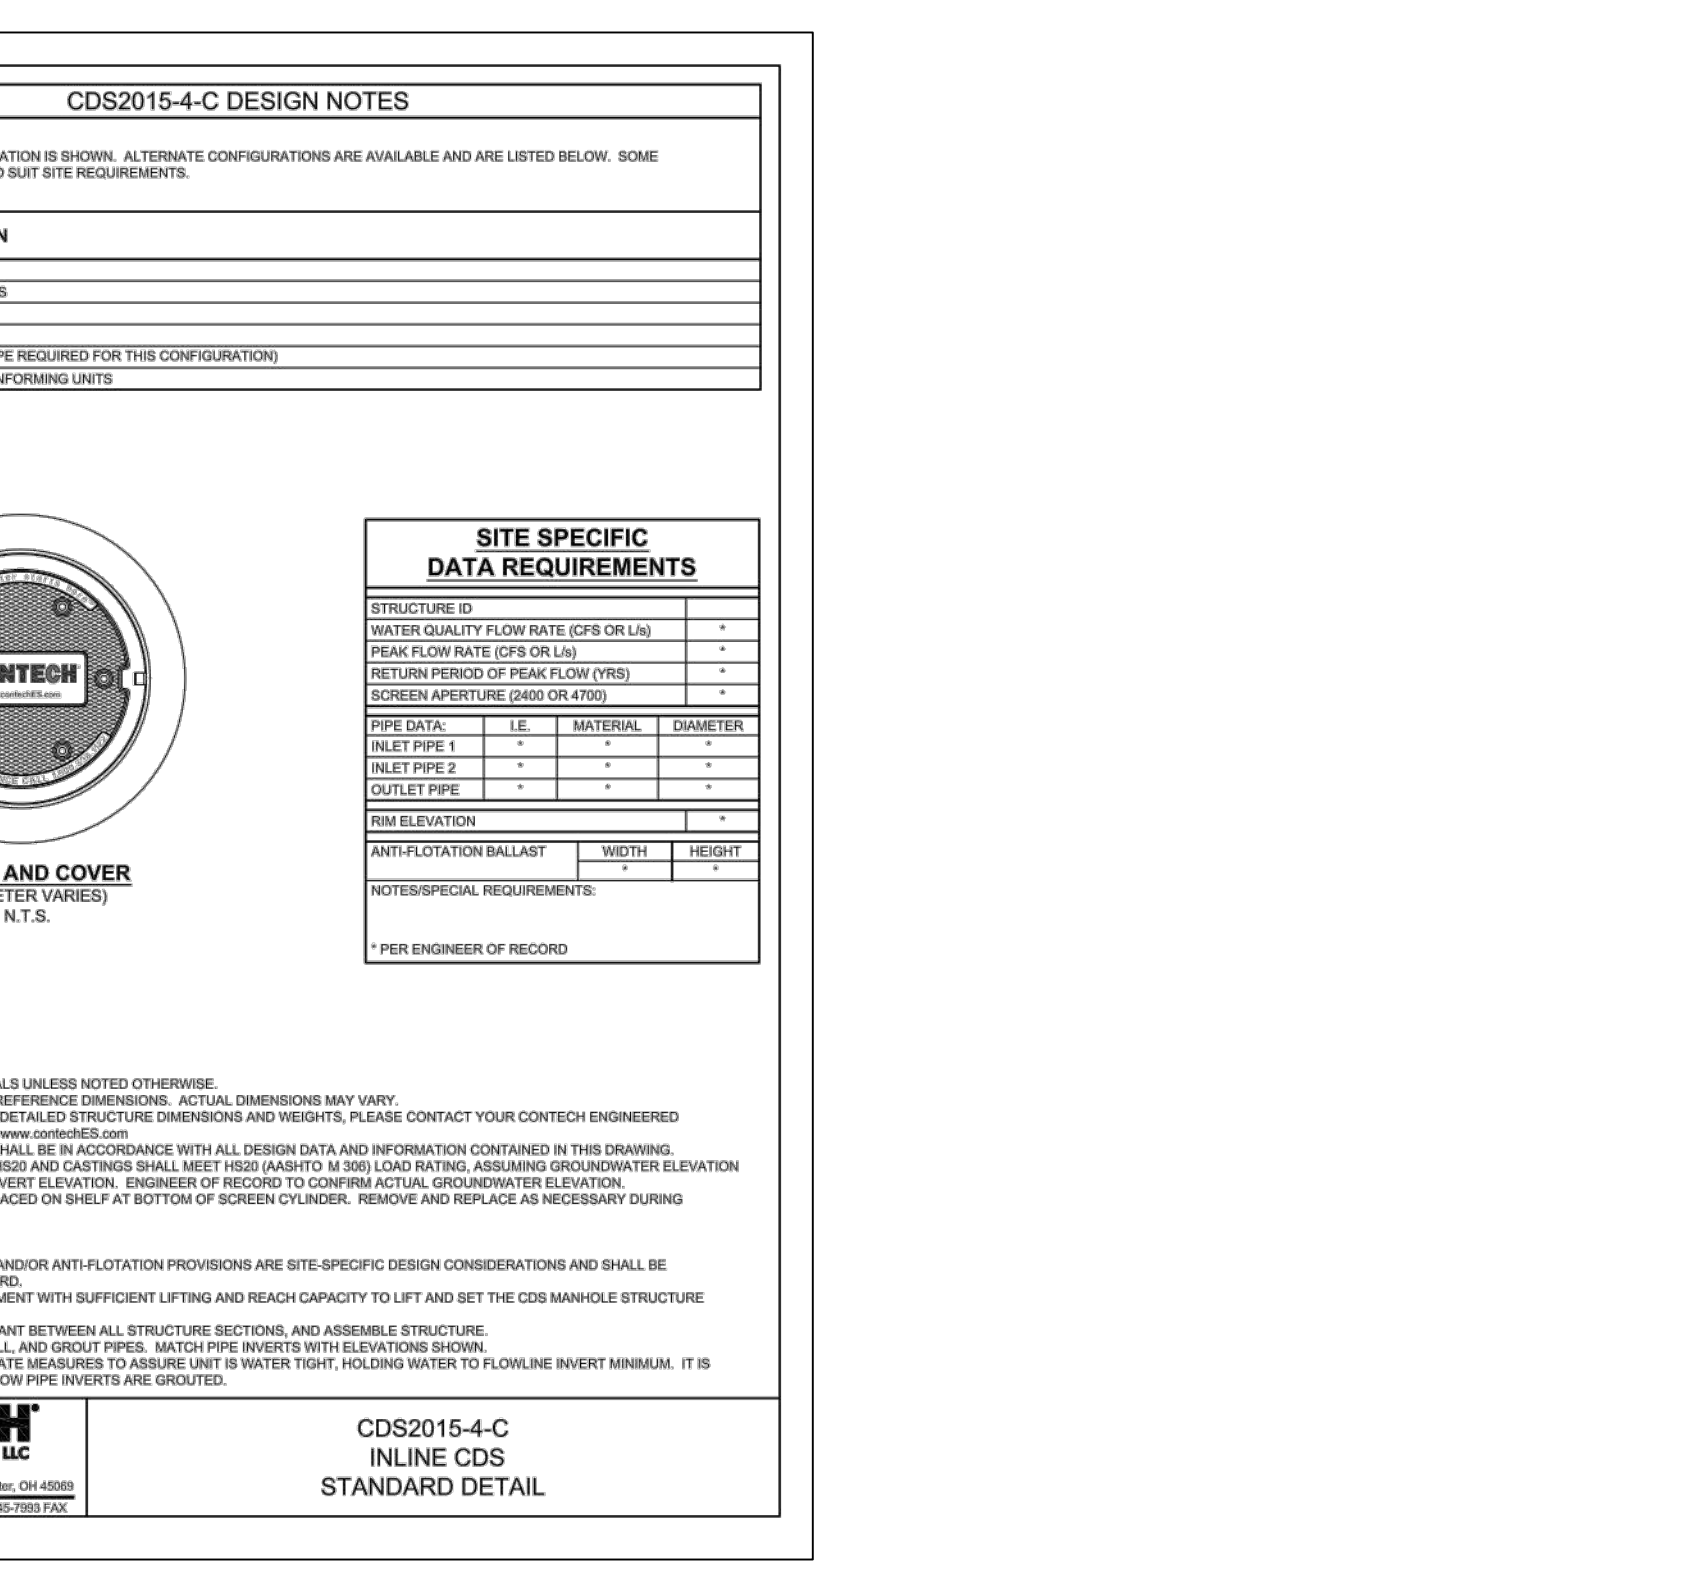 CDS2015-4-C DESIGN NOTES
ATION IS SHOWN. ALTERNATE CONFIGURATIONS ARE AVAILABLE AND ARE LISTED BELOW. SOME
SUIT SITE REQUIREMENTS.
N
S
PE REQUIRED FOR THIS CONFIGURATION)
NFORMING UNITS
ter starts here
NTECH
contechES.com
NCE CALL
AND COVER
ETER VARIES)
N.T.S.
SITE SPECIFIC
DATA REQUIREMENTS
STRUCTURE ID
WATER QUALITY FLOW RATE (CFS OR L/s) *
PEAK FLOW RATE (CFS OR L/s) *
RETURN PERIOD OF PEAK FLOW (YRS) *
SCREEN APERTURE (2400 OR 4700) *
PIPE DATA: I.E. MATERIAL DIAMETER
INLET PIPE 1 * * *
INLET PIPE 2 * * *
OUTLET PIPE * * *
RIM ELEVATION *
ANTI-FLOTATION BALLAST WIDTH HEIGHT
* *
NOTES/SPECIAL REQUIREMENTS:
* PER ENGINEER OF RECORD
ALS UNLESS NOTED OTHERWISE.
REFERENCE DIMENSIONS. ACTUAL DIMENSIONS MAY VARY.
DETAILED STRUCTURE DIMENSIONS AND WEIGHTS, PLEASE CONTACT YOUR CONTECH ENGINEERED
www.contechES.com
HALL BE IN ACCORDANCE WITH ALL DESIGN DATA AND INFORMATION CONTAINED IN THIS DRAWING.
HS20 AND CASTINGS SHALL MEET HS20 (AASHTO M 306) LOAD RATING, ASSUMING GROUNDWATER ELEVATION
VERT ELEVATION. ENGINEER OF RECORD TO CONFIRM ACTUAL GROUNDWATER ELEVATION.
ACED ON SHELF AT BOTTOM OF SCREEN CYLINDER. REMOVE AND REPLACE AS NECESSARY DURING
AND/OR ANTI-FLOTATION PROVISIONS ARE SITE-SPECIFIC DESIGN CONSIDERATIONS AND SHALL BE
RD.
MENT WITH SUFFICIENT LIFTING AND REACH CAPACITY TO LIFT AND SET THE CDS MANHOLE STRUCTURE
ANT BETWEEN ALL STRUCTURE SECTIONS, AND ASSEMBLE STRUCTURE.
LL, AND GROUT PIPES. MATCH PIPE INVERTS WITH ELEVATIONS SHOWN.
ATE MEASURES TO ASSURE UNIT IS WATER TIGHT, HOLDING WATER TO FLOWLINE INVERT MINIMUM. IT IS
OW PIPE INVERTS ARE GROUTED.
H®
LLC
ter, OH 45069
45-7993 FAX
CDS2015-4-C
INLINE CDS
STANDARD DETAIL